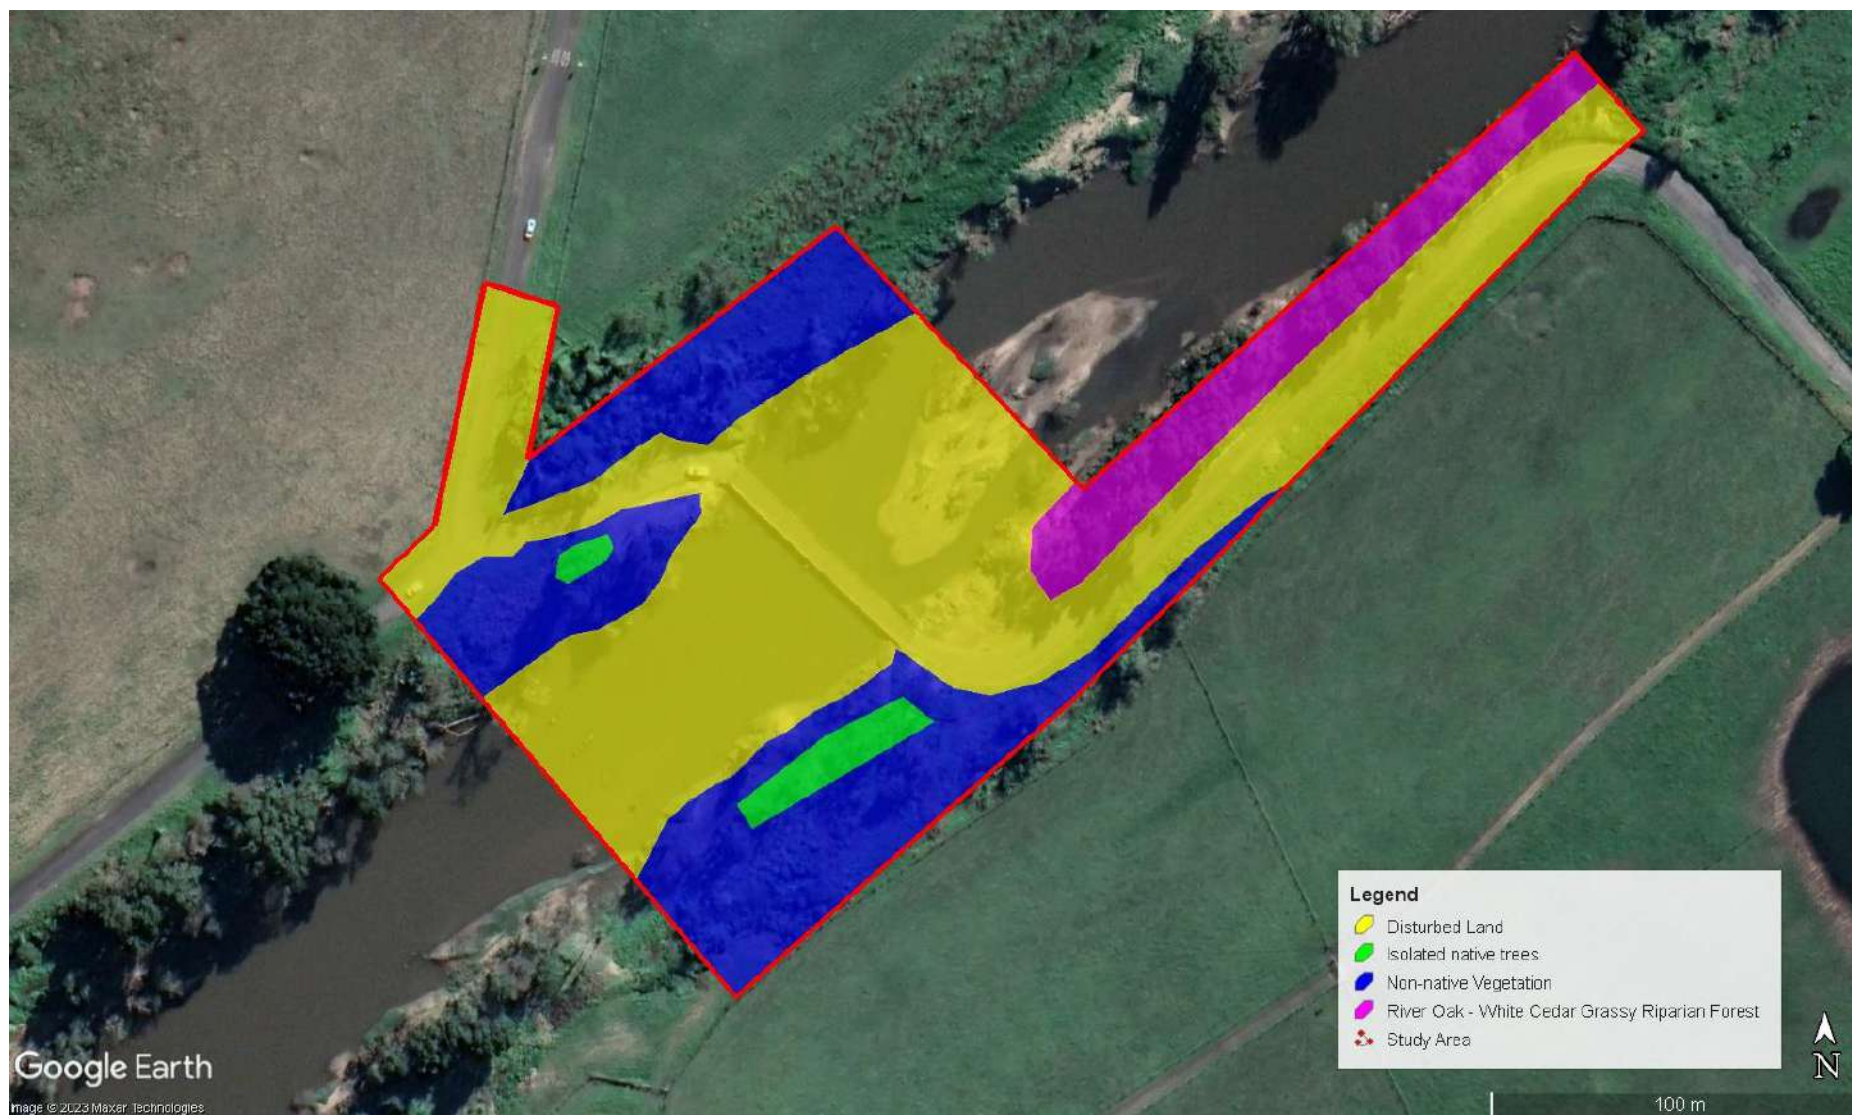 Legend
Disturbed Land
Isolated native trees
Non-native Vegetation
River Oak - White Cedar Grassy Riparian Forest
Study Area
N
Google Earth
Image © 2023 Maxar Technologies
100 m